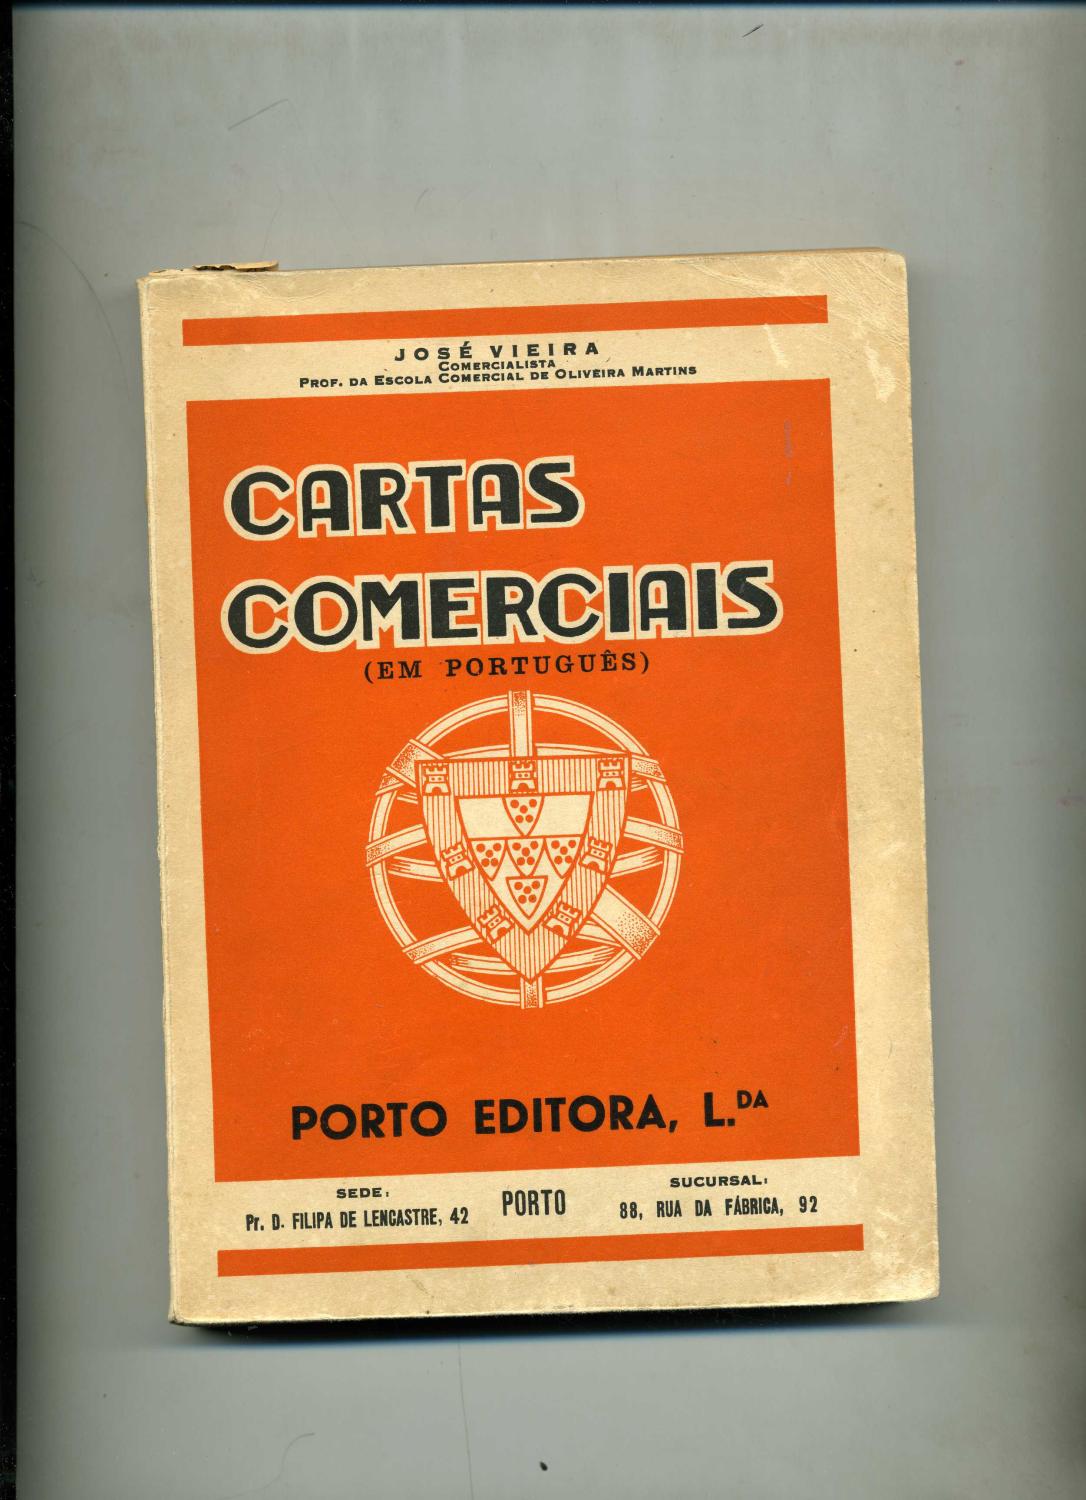 JOSÉ VIEIRA
COMERCIALISTA
PROF. DA ESCOLA COMERCIAL DE OLIVEIRA MARTINS
CARTAS
COMERCIAIS
(EM PORTUGUÊS)
PORTO EDITORA, L.DA
SEDE:
Pr. D. FILIPA DE LENCASTRE, 42
PORTO
SUCURSAL:
88, RUA DA FÁBRICA, 92